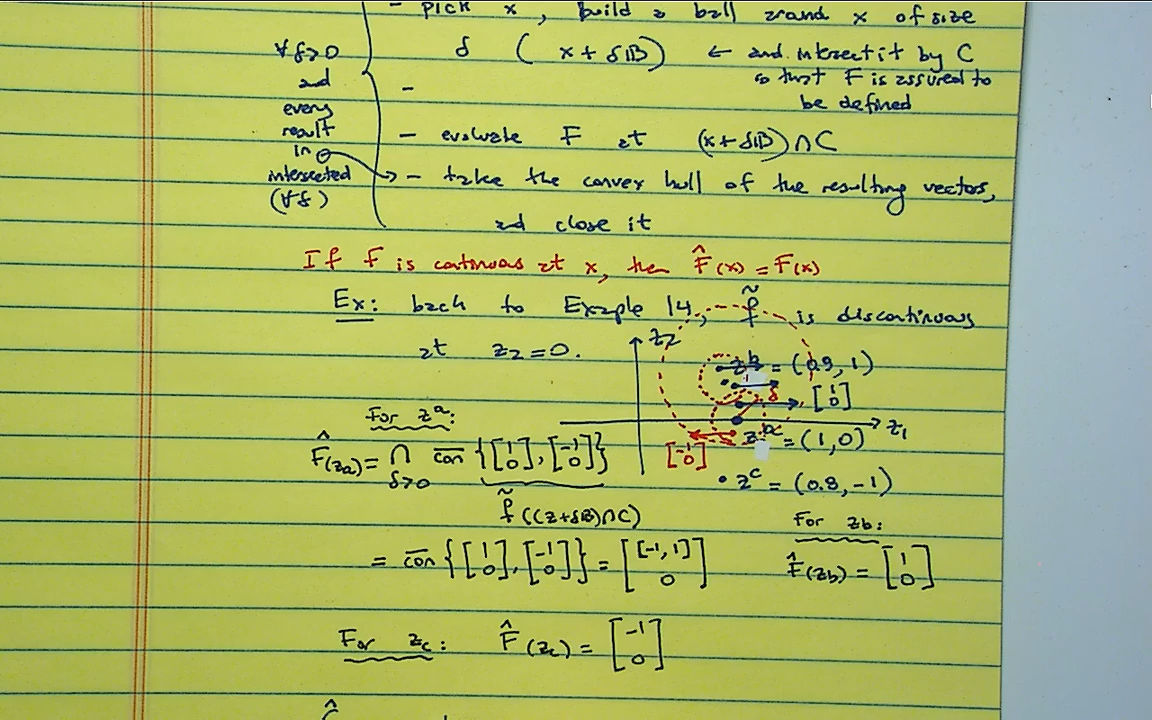 - pick x, build a ball around x of size
δ ( x + δ𝔹 ) ← and intersect it by C
so that F is assured to
be defined
-
- evaluate F at (x+δ𝔹)∩C
- take the convex hull of the resulting vectors,
and close it
∀δ>0
and
every
result
in
intersected
(∀δ)
If F is continuous at x, then F̂(x) = F(x)
Ex: back to Example 14, f̃ is discontinuous
at z₂=0.
z₂
zᵇ = (0.9, 1)
δ
[1 0]
z₁
zᵃ = (1,0)
[-1 0]
• zᶜ = (0.8, -1)
For zᵃ:
F̂(za) = ∩ δ>0 con̅ {[1 0], [-1 0]}
f̃((z+δ𝔹)∩C)
= con̅ {[1 0], [-1 0]} = [[-1,1] 0]
For zb:
F̂(zb) = [1 0]
For zc: F̂(zc) = [-1 0]